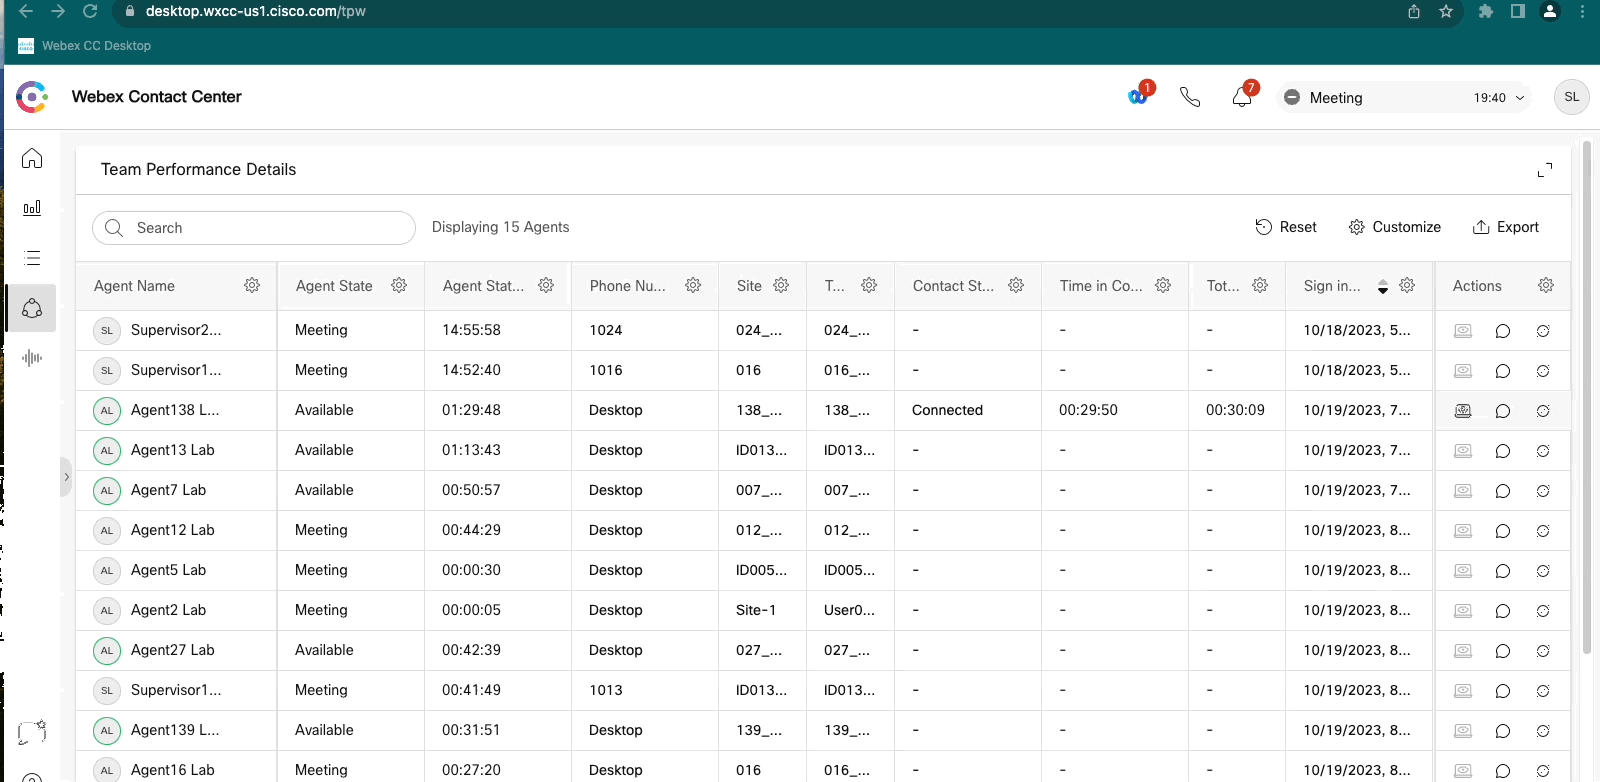 desktop.wxcc-us1.cisco.com/tpw
Webex CC Desktop
Webex Contact Center 1 7 Meeting 19:40 SL
Team Performance Details
Search Displaying 15 Agents Reset Customize Export
Agent Name Agent State Agent Stat... Phone Nu... Site T... Contact St... Time in Co... Tot... Sign in... Actions
SL Supervisor2... Meeting 14:55:58 1024 024_... 024_... - - - 10/18/2023, 5...
SL Supervisor1... Meeting 14:52:40 1016 016 016_... - - - 10/18/2023, 5...
AL Agent138 L... Available 01:29:48 Desktop 138_... 138_... Connected 00:29:50 00:30:09 10/19/2023, 7...
AL Agent13 Lab Available 01:13:43 Desktop ID013... ID013... - - - 10/19/2023, 7...
AL Agent7 Lab Available 00:50:57 Desktop 007_... 007_... - - - 10/19/2023, 7...
AL Agent12 Lab Meeting 00:44:29 Desktop 012_... 012_... - - - 10/19/2023, 8...
AL Agent5 Lab Meeting 00:00:30 Desktop ID005... ID005... - - - 10/19/2023, 8...
AL Agent2 Lab Meeting 00:00:05 Desktop Site-1 User0... - - - 10/19/2023, 8...
AL Agent27 Lab Available 00:42:39 Desktop 027_... 027_... - - - 10/19/2023, 8...
SL Supervisor1... Meeting 00:41:49 1013 ID013... ID013... - - - 10/19/2023, 8...
AL Agent139 L... Available 00:31:51 Desktop 139_... 139_... - - - 10/19/2023, 8...
AL Agent16 Lab Meeting 00:27:20 Desktop 016 016_... - - - 10/19/2023, 8...